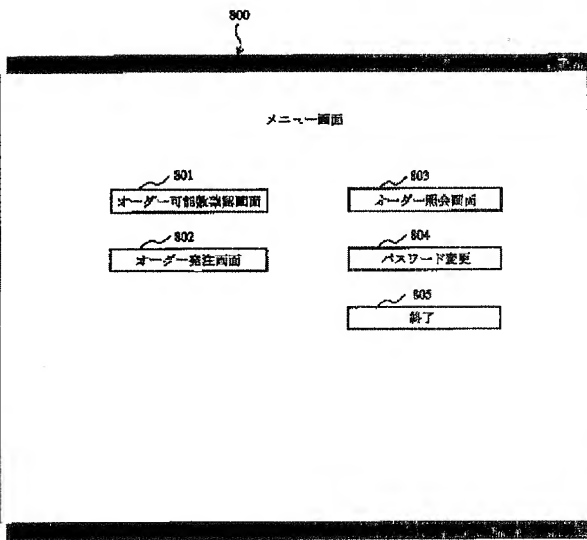 800
メニュー画面
801
オーダー可能数確認画面
802
オーダー発注画面
803
オーダー照会画面
804
パスワード変更
805
終了